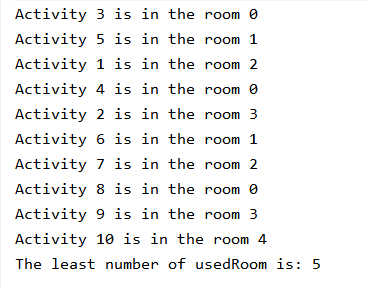 Activity 3 is in the room 0
Activity 5 is in the room 1
Activity 1 is in the room 2
Activity 4 is in the room 0
Activity 2 is in the room 3
Activity 6 is in the room 1
Activity 7 is in the room 2
Activity 8 is in the room 0
Activity 9 is in the room 3
Activity 10 is in the room 4
The least number of usedRoom is: 5